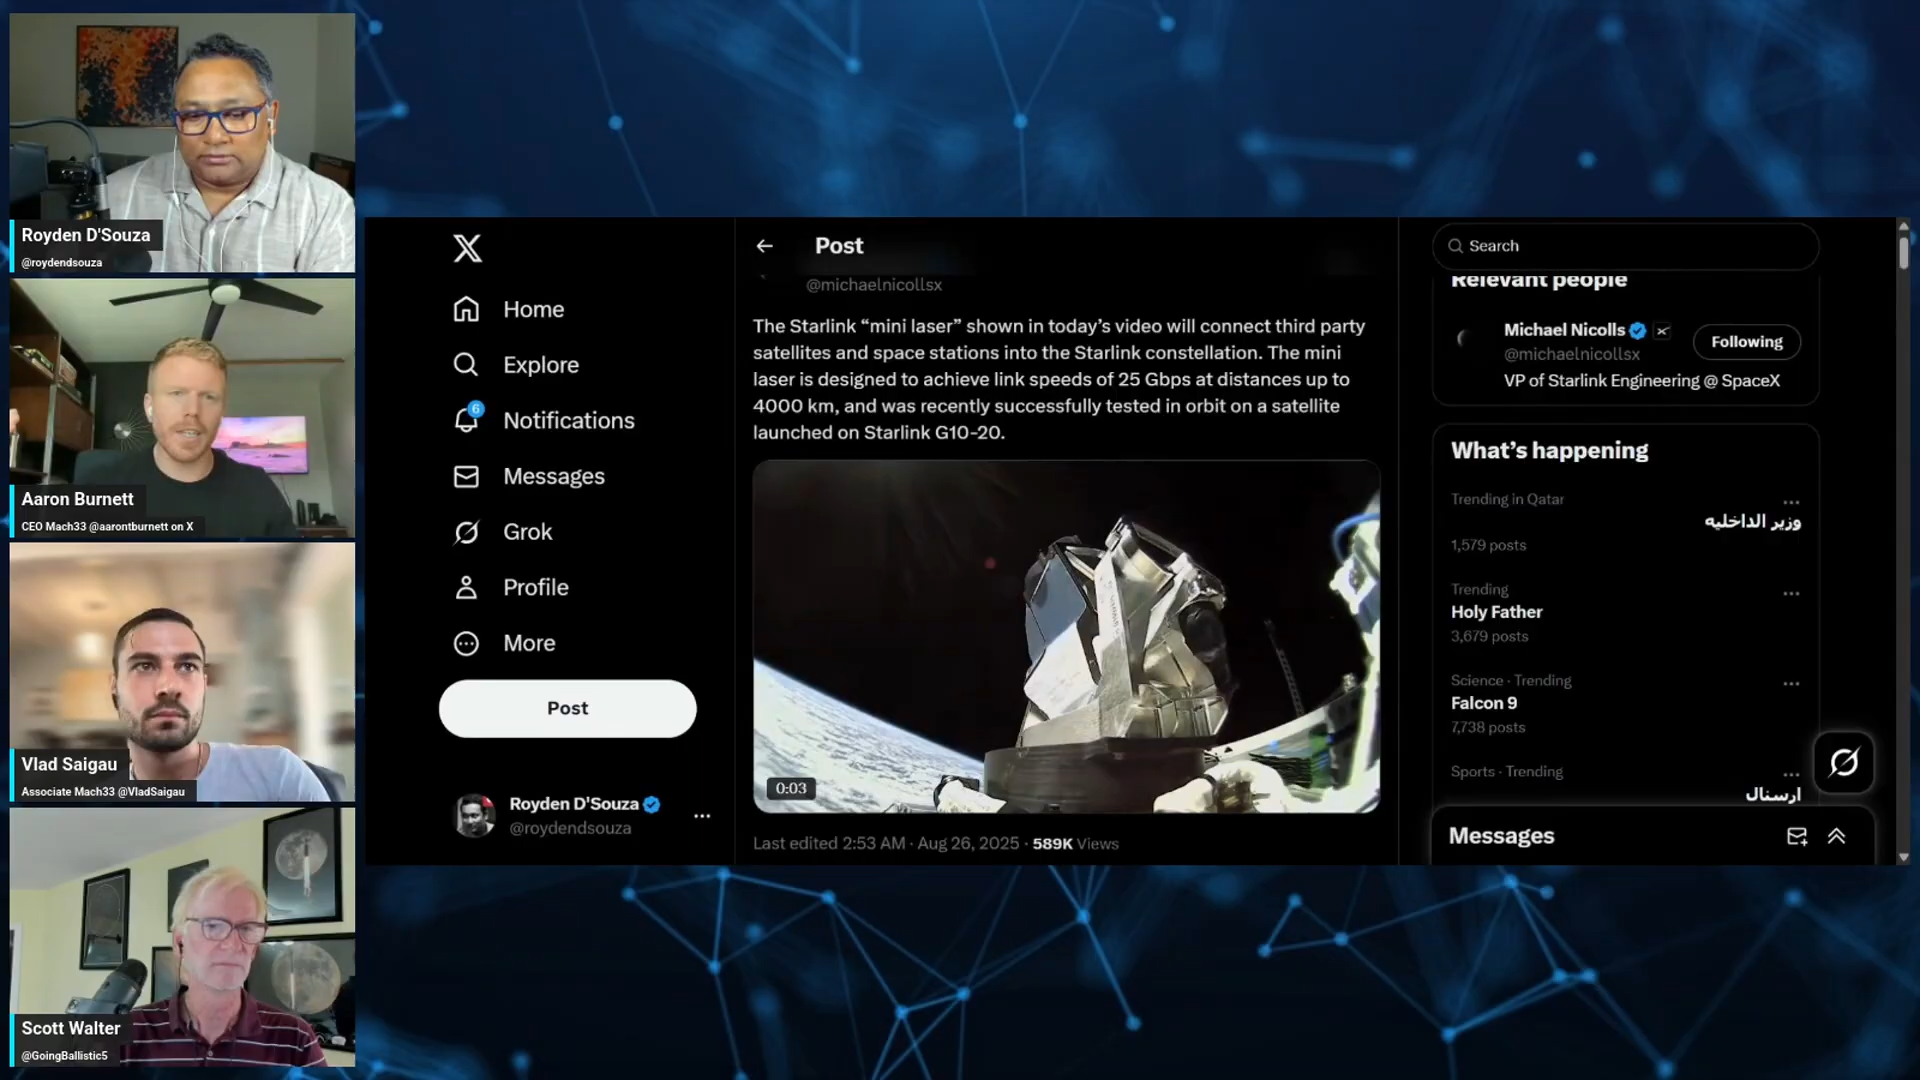 Royden D'Souza
@roydendsouza
Aaron Burnett
CEO Mach33 @aarontburnett on X
Vlad Saigau
Associate Mach33 @VladSaigau
Scott Walter
@GoingBallistic5
Home
Explore
6
Notifications
Messages
Grok
Profile
More
Post
Royden D'Souza
@roydendsouza
Post
@michaelnicollsx
The Starlink “mini laser” shown in today’s video will connect third party
satellites and space stations into the Starlink constellation. The mini
laser is designed to achieve link speeds of 25 Gbps at distances up to
4000 km, and was recently successfully tested in orbit on a satellite
launched on Starlink G10-20.
0:03
Last edited 2:53 AM · Aug 26, 2025 · 589K Views
Search
Relevant people
Michael Nicolls
@michaelnicollsx
Following
VP of Starlink Engineering @ SpaceX
What’s happening
Trending in Qatar
وزير الداخليه
1,579 posts
Trending
Holy Father
3,679 posts
Science · Trending
Falcon 9
7,738 posts
Sports · Trending
ارسنال
Messages